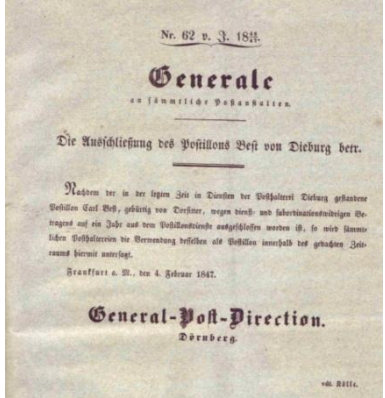 Nr. 62 v. J. 18
Generale
an sämmtliche Postanstalten.
Die Ausschließung des Postillons Best von Dieburg betr.
Nachdem der in der letzten Zeit in Diensten der Posthalterei Dieburg gestandene
Postillon Carl Best, gebürtig von wegen dienst- und subordinationswidrigen Be-
tragens auf ein Jahr aus dem Postillonsdienste ausgeschlossen worden ist, so wird sämmt-
lichen Posthaltereien die Verwendung desselben als Postillon innerhalb des gedachten Zeit-
raums hiermit untersagt.
Frankfurt a. M., den 4. Februar 1847.
General-Post-Direction.
Dörnberg.
vdt.